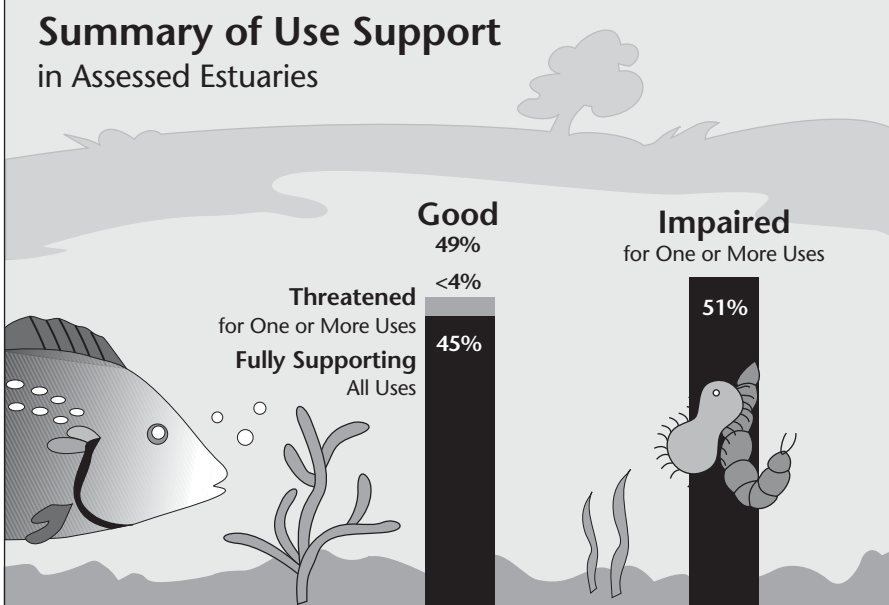 Summary of Use Support
in Assessed Estuaries
Good
49%
<4%
Threatened
for One or More Uses
45%
Fully Supporting
All Uses
Impaired
for One or More Uses
51%